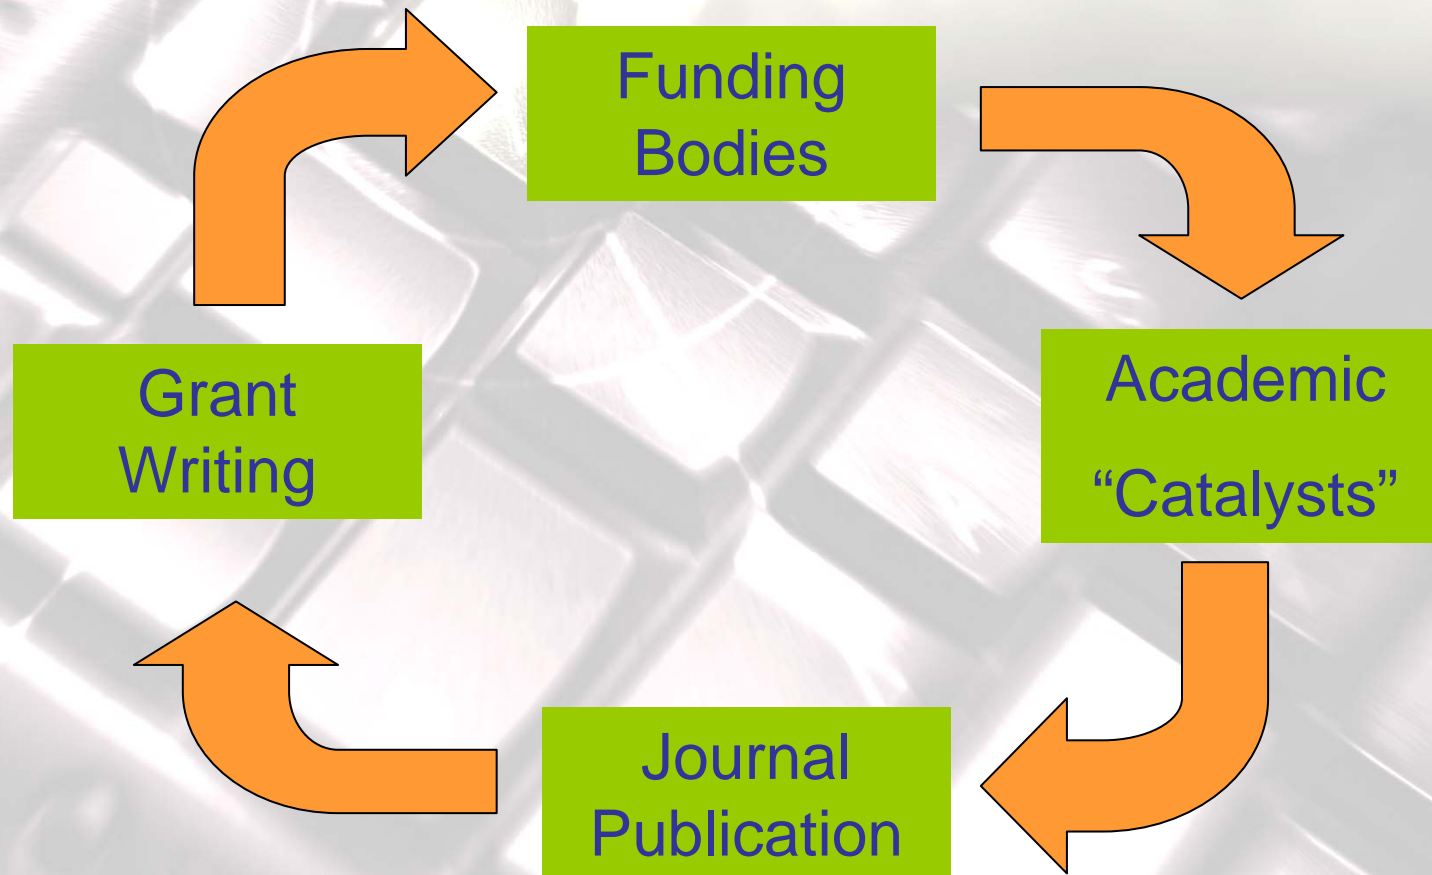 Funding
Bodies
Grant
Writing
Academic
“Catalysts”
Journal
Publication